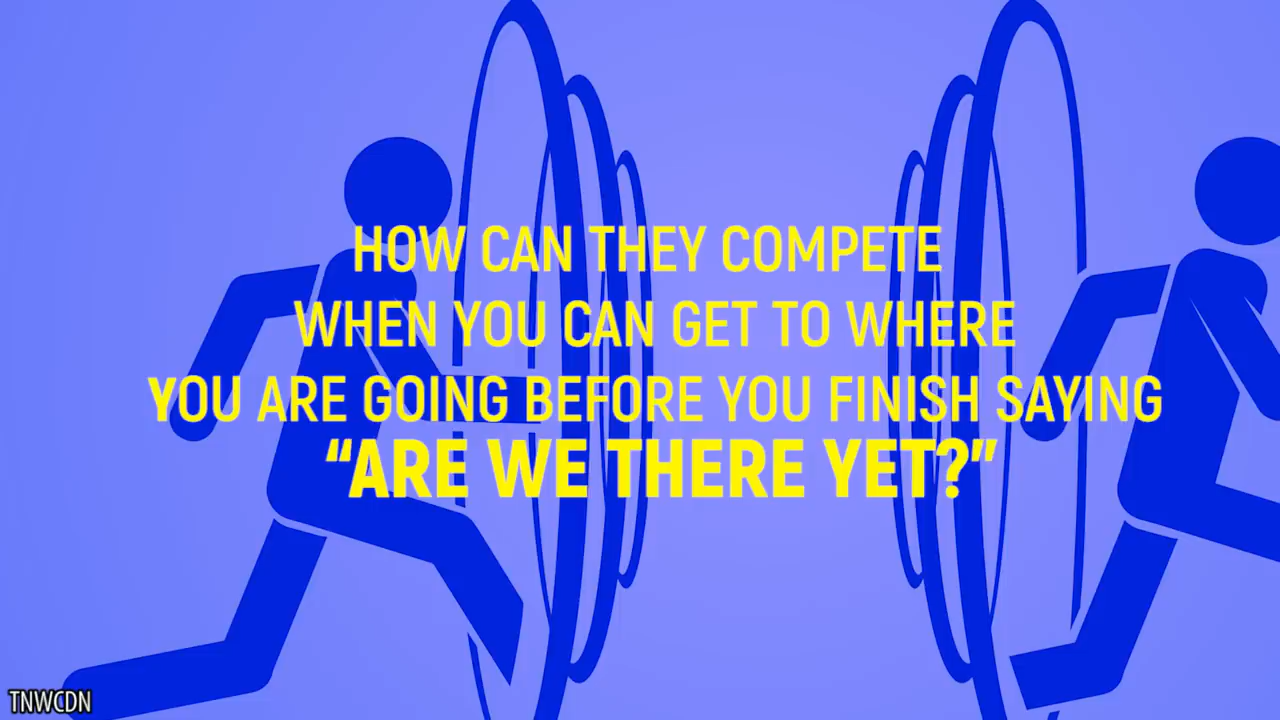 HOW CAN THEY COMPETE
WHEN YOU CAN GET TO WHERE
YOU ARE GOING BEFORE YOU FINISH SAYING
“ARE WE THERE YET?”
TNWCDN